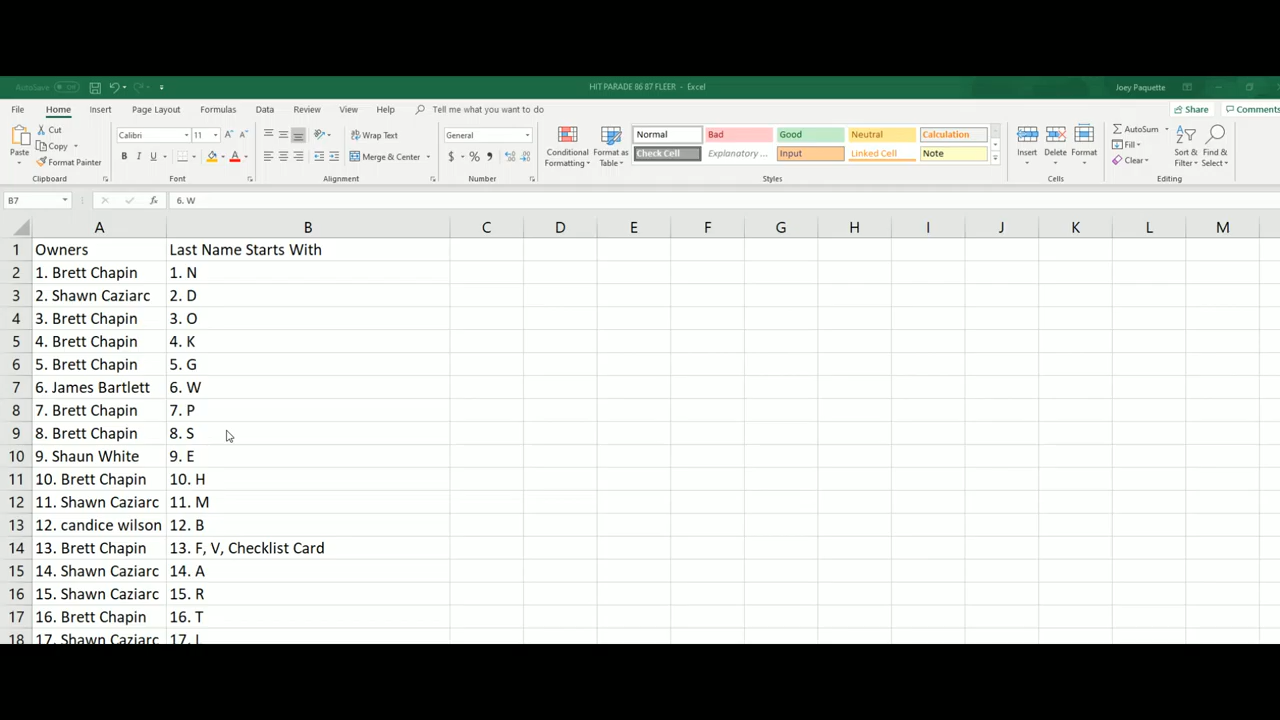 AutoSave Off HIT PARADE 86 87 FLEER - Excel Joey Paquette
File Home Insert Page Layout Formulas Data Review View Help Tell me what you want to do Share Comments
Paste Cut Copy Format Painter Clipboard
Calibri 11 B I U A Font
Wrap Text Merge & Center Alignment
General $ % Number
Conditional Formatting Format as Table Normal Bad Good Neutral Calculation
Check Cell Explanatory ... Input Linked Cell Note Styles
Insert Delete Format Cells
AutoSum Fill Clear Sort & Filter Find & Select Editing
B7 fx 6. W
A B C D E F G H I J K L M
1 Owners Last Name Starts With
2 1. Brett Chapin 1. N
3 2. Shawn Caziarc 2. D
4 3. Brett Chapin 3. O
5 4. Brett Chapin 4. K
6 5. Brett Chapin 5. G
7 6. James Bartlett 6. W
8 7. Brett Chapin 7. P
9 8. Brett Chapin 8. S
10 9. Shaun White 9. E
11 10. Brett Chapin 10. H
12 11. Shawn Caziarc 11. M
13 12. candice wilson 12. B
14 13. Brett Chapin 13. F, V, Checklist Card
15 14. Shawn Caziarc 14. A
16 15. Shawn Caziarc 15. R
17 16. Brett Chapin 16. T
18 17. Shawn Caziarc 17.